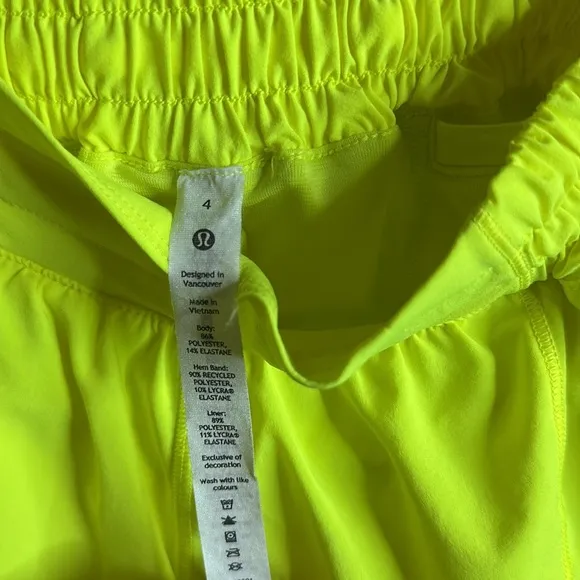 4
Designed in
Vancouver
Made in
Vietnam
Body:
86%
POLYESTER,
14% ELASTANE
Hem Band:
90% RECYCLED
POLYESTER,
10% LYCRA®
ELASTANE
Liner:
89%
POLYESTER,
11% LYCRA®
ELASTANE
Exclusive of
decoration
Wash with like
colours